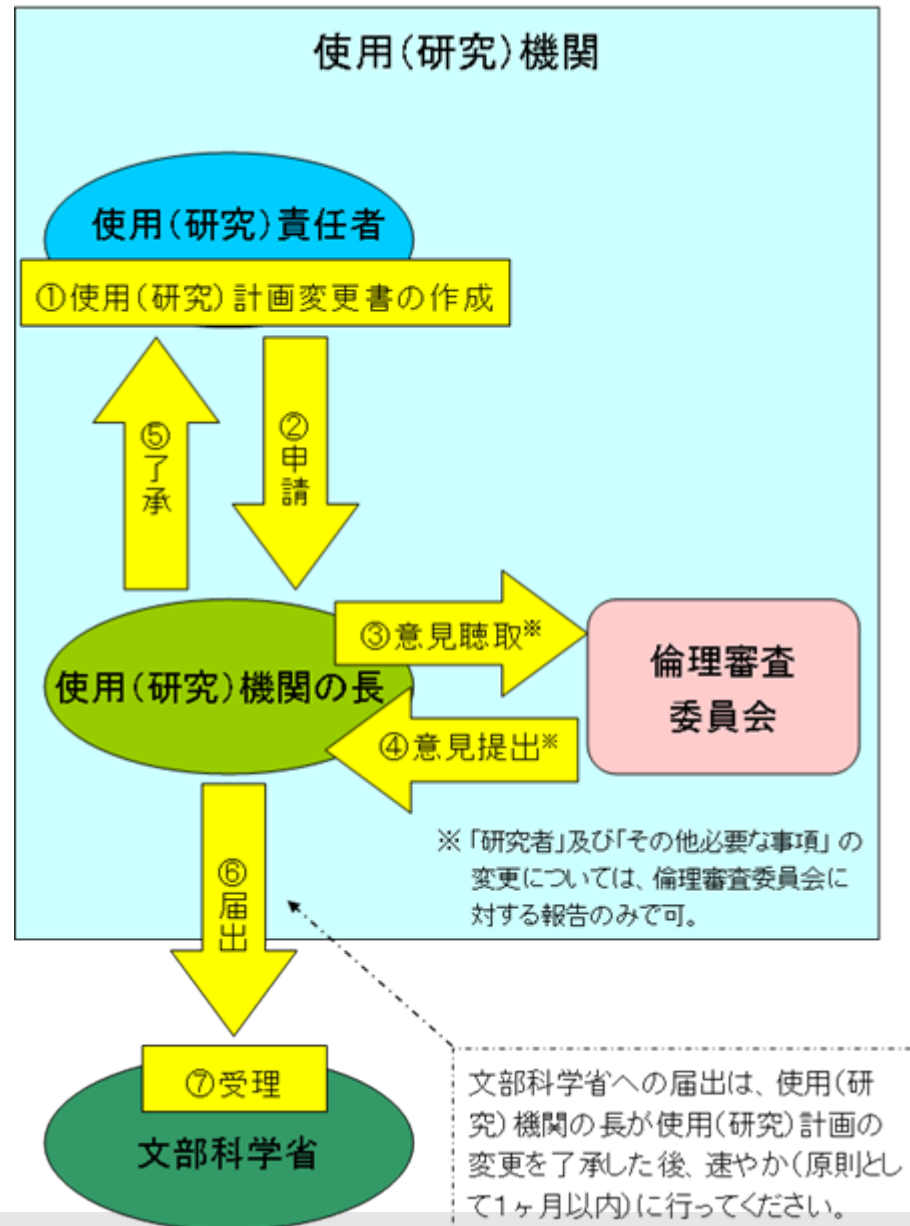 使用(研究)機関
使用(研究)責任者
①使用(研究)計画変更書の作成
⑤了承
②申請
③意見聴取※
使用(研究)機関の長
倫理審査
委員会
④意見提出※
※「研究者」及び「その他必要な事項」の
変更については、倫理審査委員会に
対する報告のみで可。
⑥届出
⑦受理
文部科学省
文部科学省への届出は、使用(研
究)機関の長が使用(研究)計画の
変更を了承した後、速やか(原則とし
て1ヶ月以内)に行ってください。